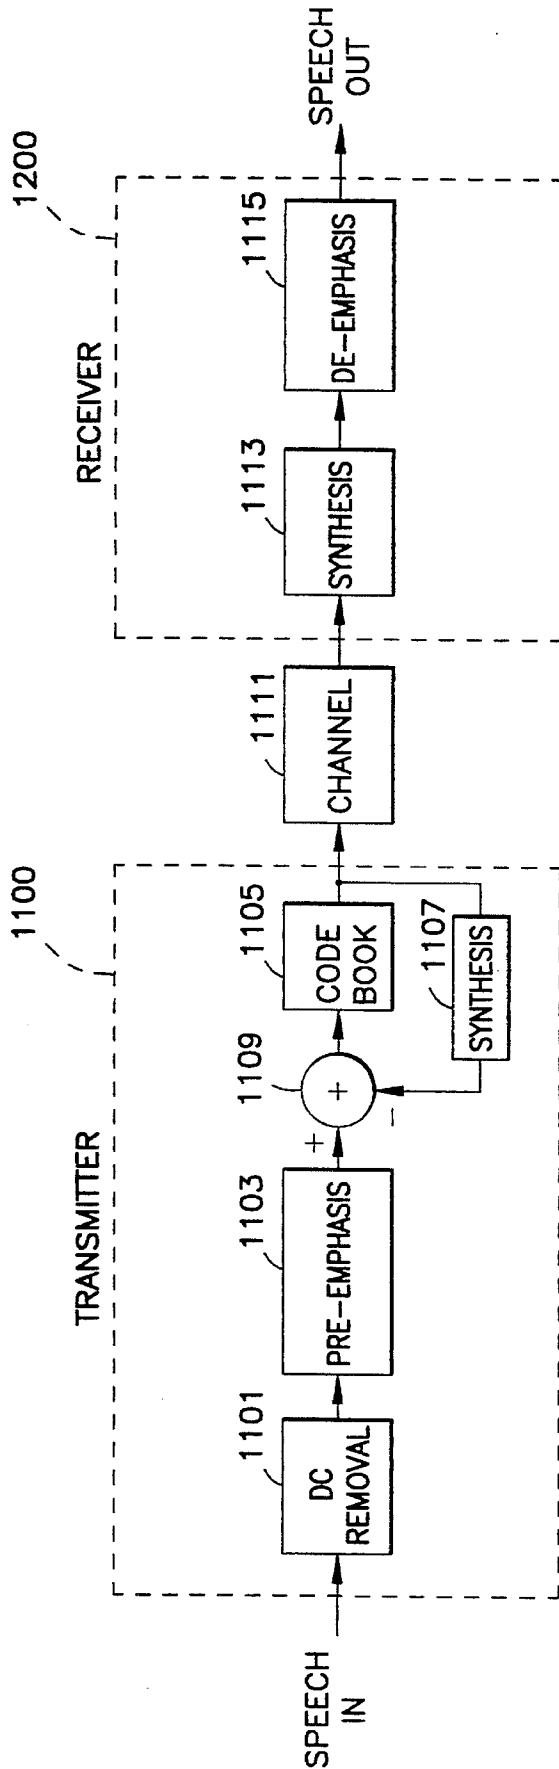 TRANSMITTER
1100
SPEECH
IN
1101
DC
REMOVAL
1103
PRE-EMPHASIS
1109
+
+
-
1105
CODE
BOOK
1107
SYNTHESIS
1111
CHANNEL
RECEIVER
1200
1113
SYNTHESIS
1115
DE-EMPHASIS
SPEECH
OUT